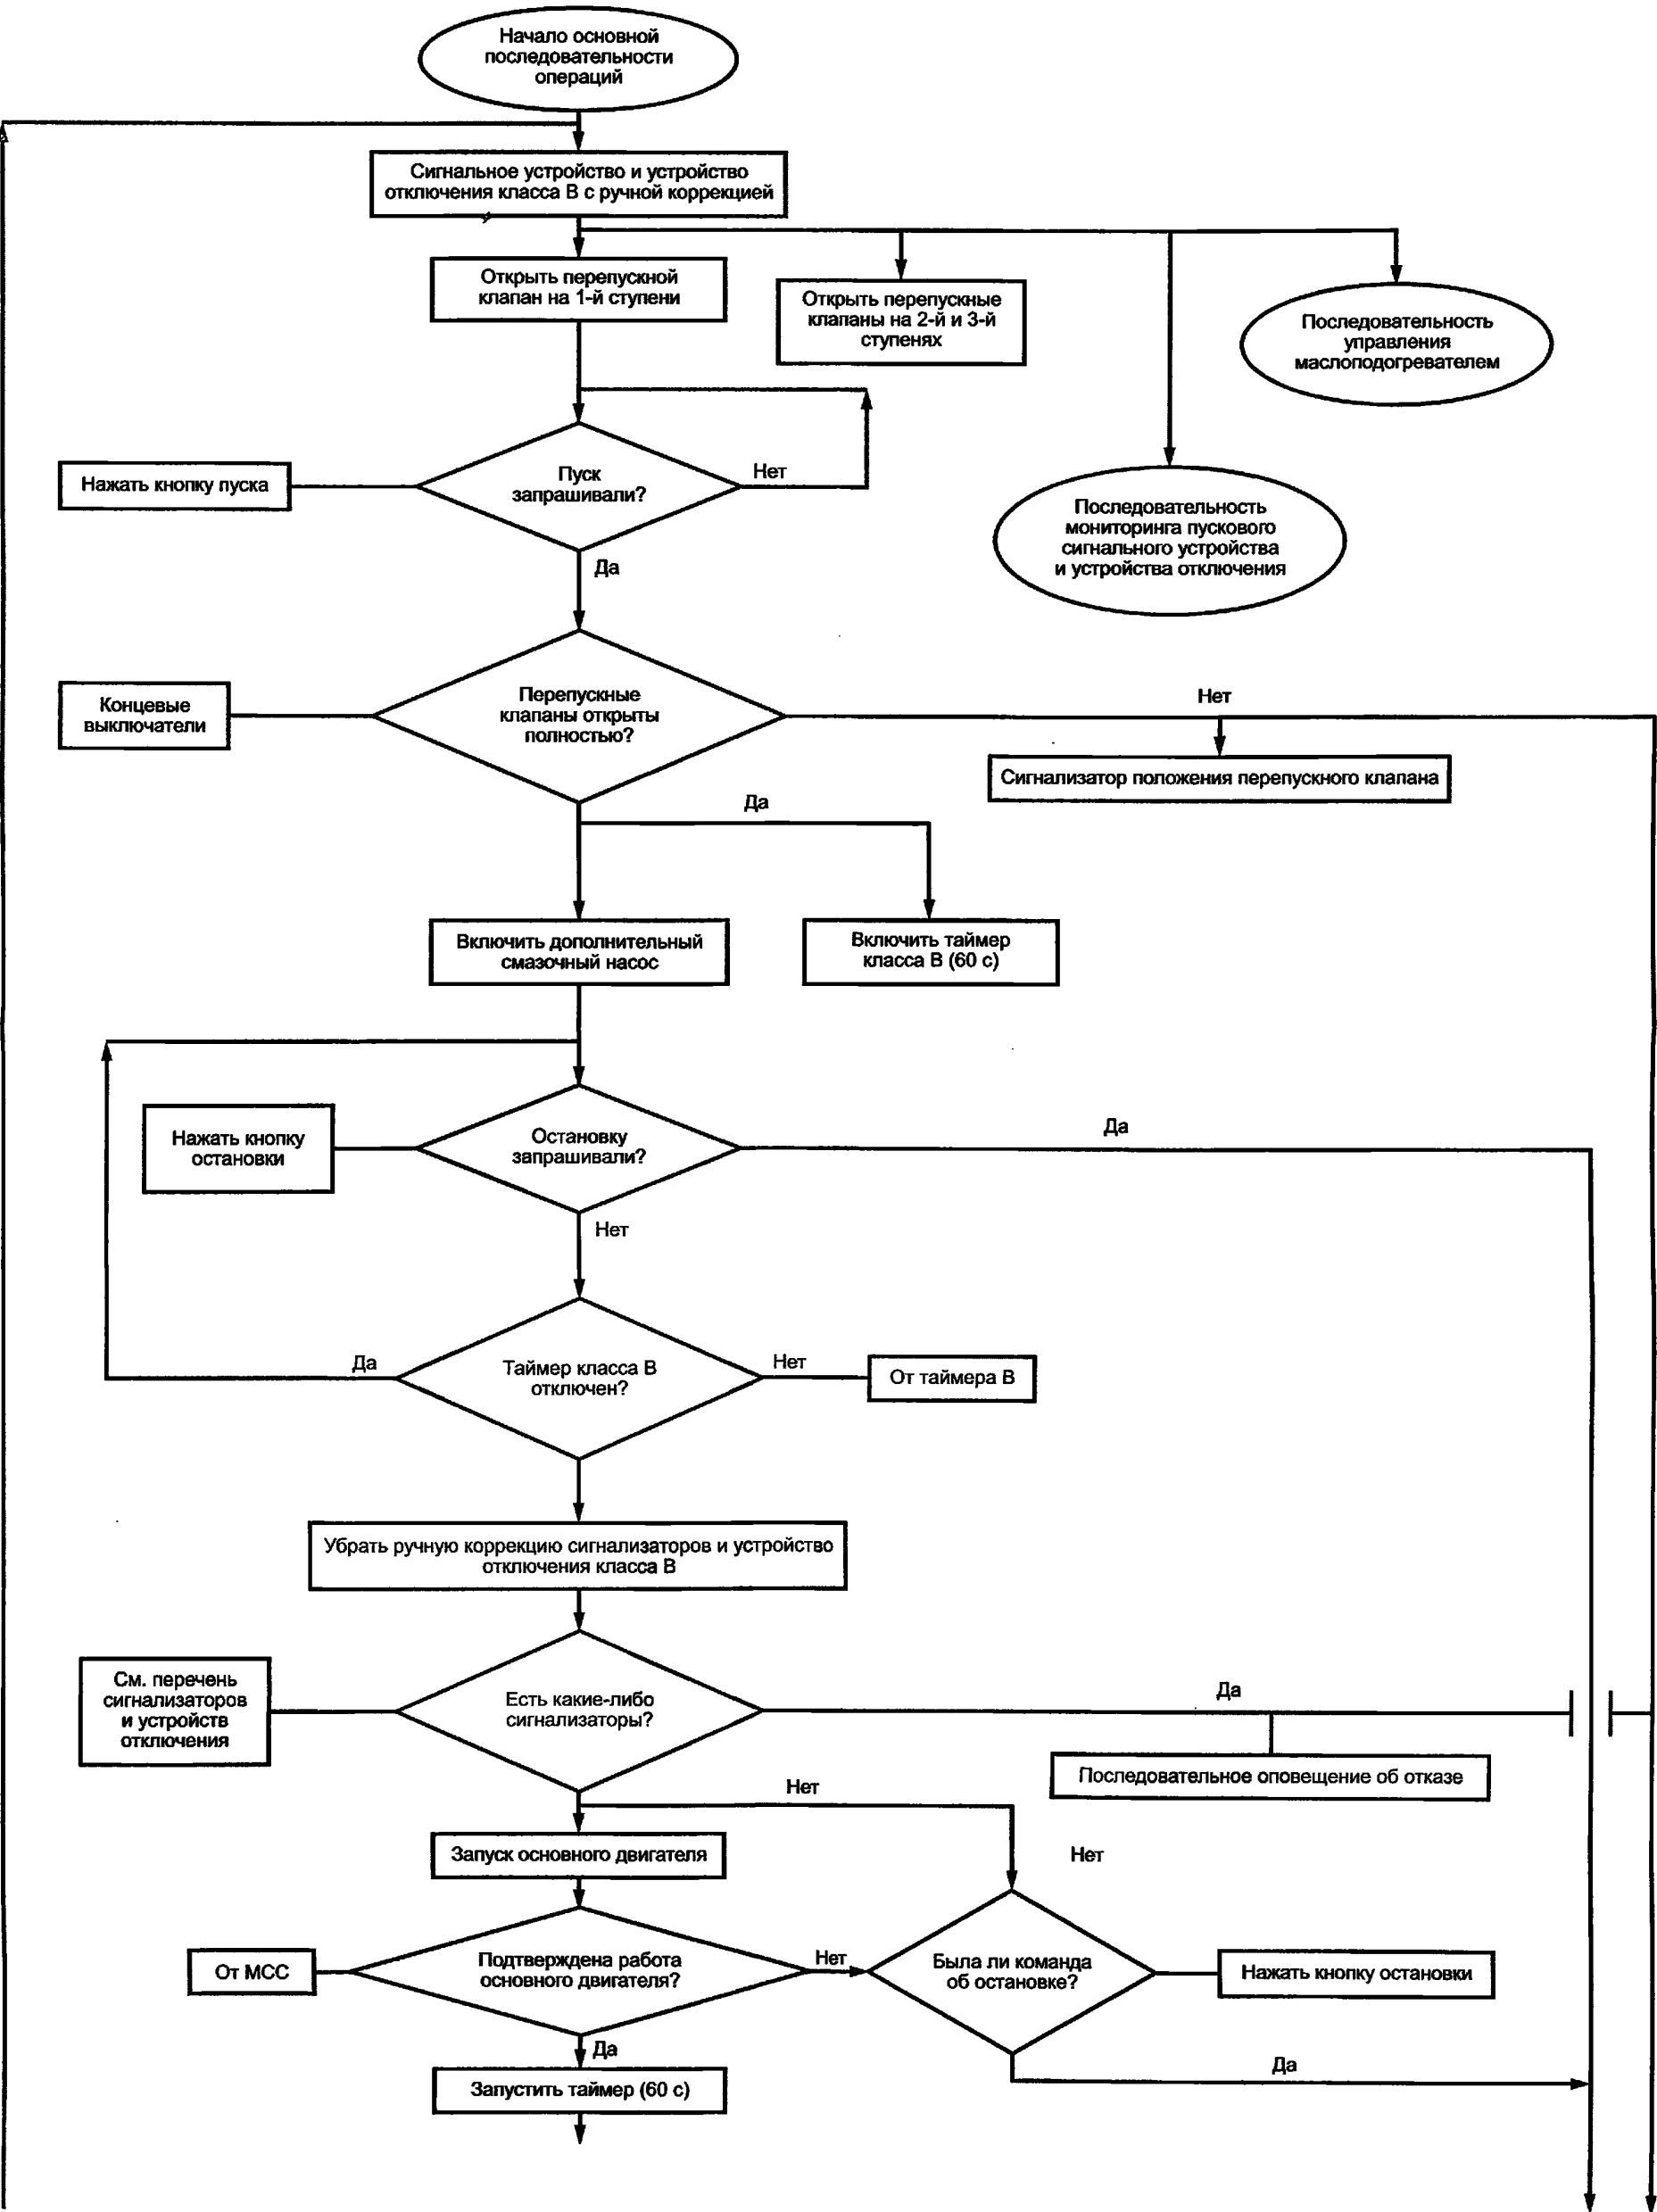 Начало основной
последовательности
операций
Сигнальное устройство и устройство
отключения класса В с ручной коррекцией
Открыть перепускной
клапан на 1-й ступени
Открыть перепускные
клапаны на 2-й и 3-й
ступенях
Последовательность
управления
маслоподогревателем
Нажать кнопку пуска
Пуск
запрашивали?
Нет
Последовательность
мониторинга пускового
сигнального устройства
и устройства отключения
Да
Концевые
выключатели
Перепускные
клапаны открыты
полностью?
Нет
Сигнализатор положения перепускного клапана
Да
Включить дополнительный
смазочный насос
Включить таймер
класса В (60 с)
Нажать кнопку
остановки
Остановку
запрашивали?
Да
Нет
Да
Таймер класса В
отключен?
Нет
От таймера В
Убрать ручную коррекцию сигнализаторов и устройство
отключения класса В
См. перечень
сигнализаторов
и устройств
отключения
Есть какие-либо
сигнализаторы?
Да
Последовательное оповещение об отказе
Нет
Запуск основного двигателя
Нет
От МСС
Подтверждена работа
основного двигателя?
Нет
Была ли команда
об остановке?
Нажать кнопку остановки
Да
Да
Запустить таймер (60 с)